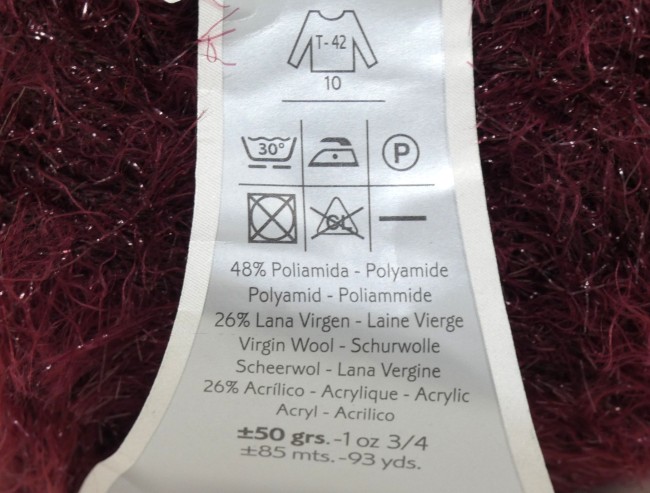 T- 42
10
30°
P
CL
48% Poliamida - Polyamide
Polyamid - Poliammide
26% Lana Virgen - Laine Vierge
Virgin Wool - Schurwolle
Scheerwol - Lana Vergine
26% Acrílico - Acrylique - Acrylic
Acryl - Acrilico
±50 grs.-1 oz 3/4
±85 mts.-93 yds.